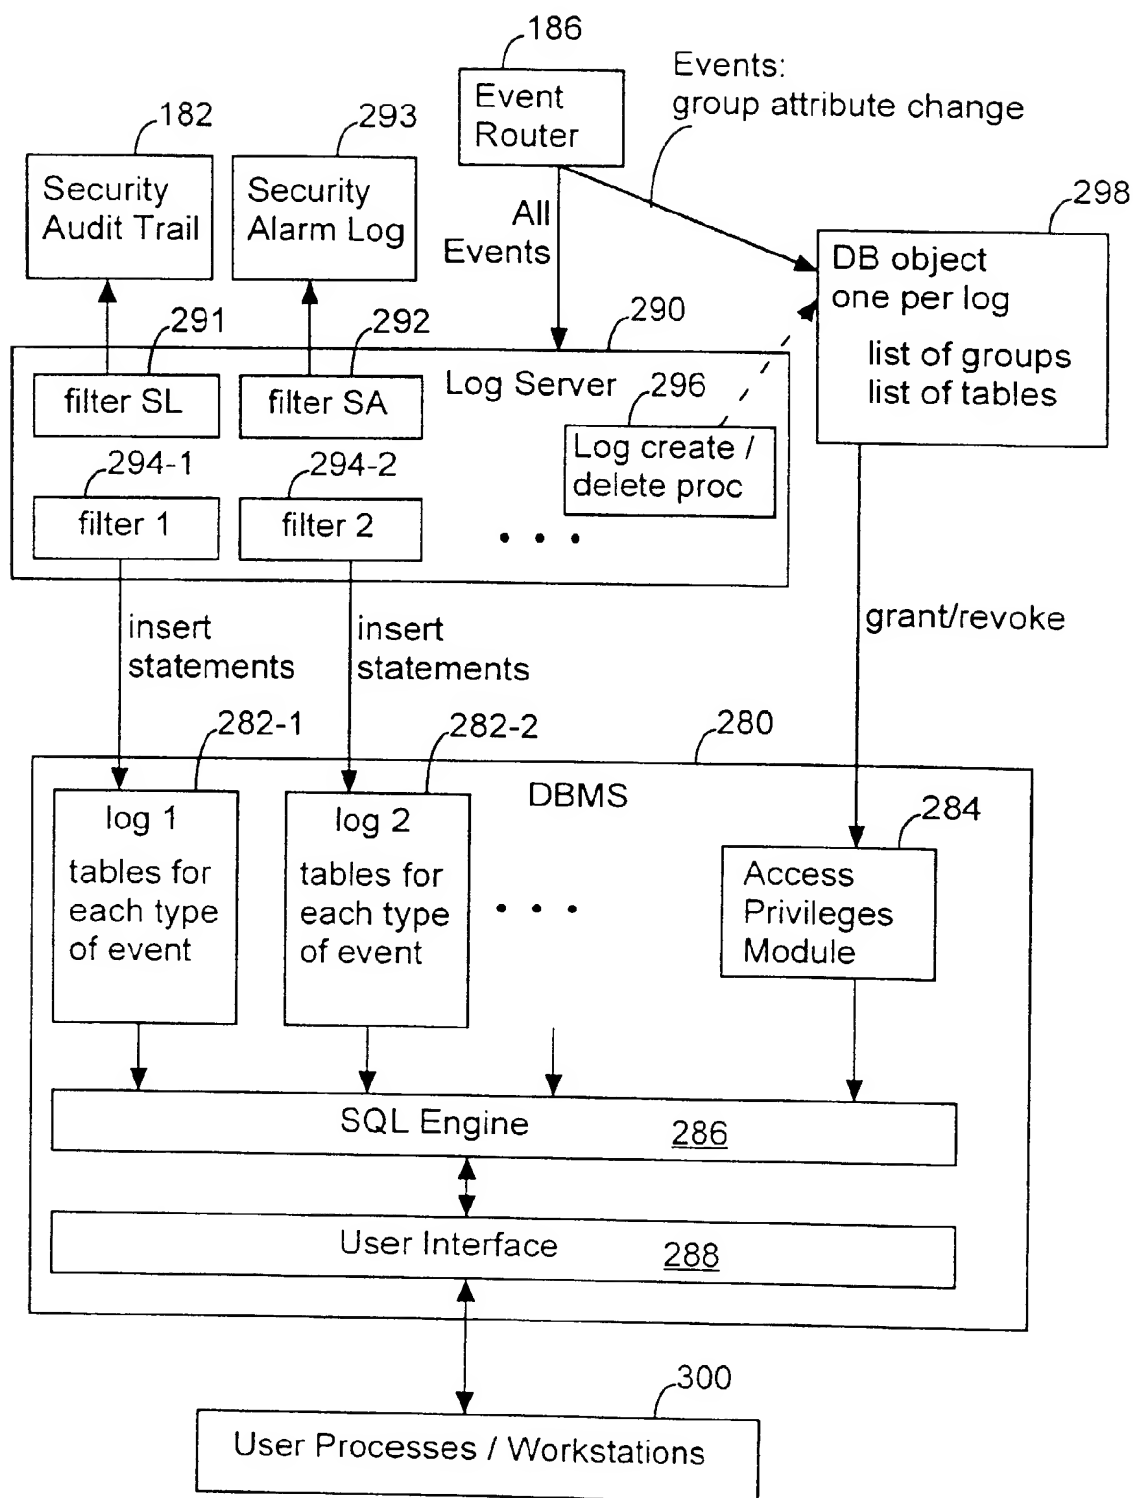 186
Event
Router
Events:
group attribute change
182
Security
Audit Trail
293
Security
Alarm Log
All
Events
298
DB object
one per log
list of groups
list of tables
290
Log Server
291
filter SL
292
filter SA
296
Log create /
delete proc
294-1
filter 1
294-2
filter 2
• • •
insert
statements
insert
statements
grant/revoke
280
DBMS
282-1
log 1
tables for
each type
of event
282-2
log 2
tables for
each type
of event
• • •
284
Access
Privileges
Module
SQL Engine 286
User Interface 288
300
User Processes / Workstations